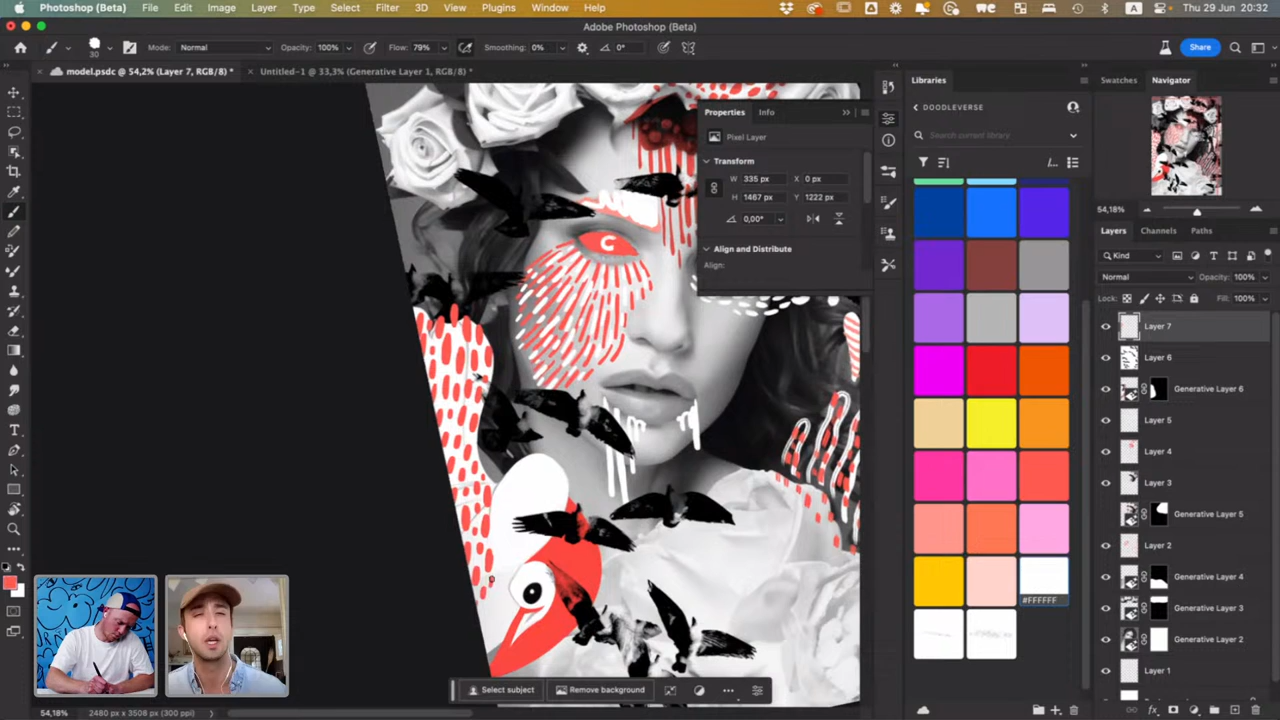 Photoshop (Beta) File Edit Image Layer Type Select Filter 3D View Plugins Window Help A Thu 29 Jun 20:32
Adobe Photoshop (Beta)
30 Mode: Normal Opacity: 100% Flow: 79% Smoothing: 0% 0° Share
× model.psdc @ 54,2% (Layer 7, RGB/8) * × Untitled-1 @ 33,3% (Generative Layer 1, RGB/8) *
Properties Info
Pixel Layer
Transform
W 335 px X 0 px
H 1467 px Y 1222 px
0,00°
Align and Distribute
Align:
Libraries
DOODLEVERSE
Search current library
#FFFFFF
Swatches Navigator
54,18%
Layers Channels Paths
Kind
Normal Opacity: 100%
Lock: Fill: 100%
Layer 7
Layer 6
Generative Layer 6
Layer 5
Layer 4
Layer 3
Generative Layer 5
Layer 2
Generative Layer 4
Generative Layer 3
Generative Layer 2
Layer 1
Select subject Remove background
54,18% 2480 px x 3508 px (300 ppi)